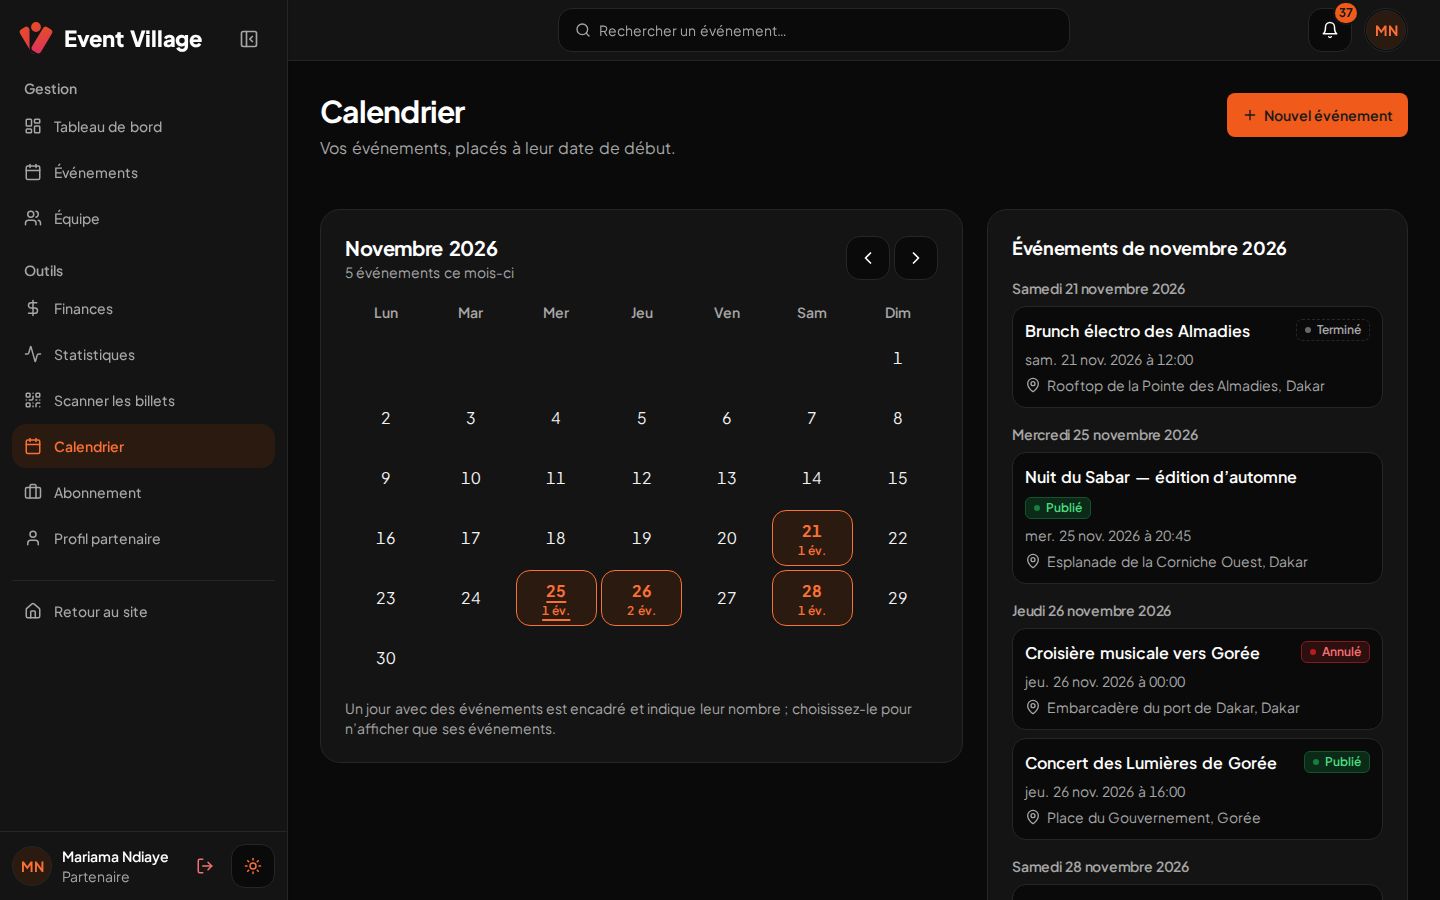 Event Village
Gestion
Tableau de bord
Événements
Équipe
Outils
Finances
Statistiques
Scanner les billets
Calendrier
Abonnement
Profil partenaire
Retour au site
MN
Mariama Ndiaye
Partenaire
Rechercher un événement...
37
MN
Calendrier
Vos événements, placés à leur date de début.
+ Nouvel événement
Novembre 2026
5 événements ce mois-ci
Lun Mar Mer Jeu Ven Sam Dim
1
2 3 4 5 6 7 8
9 10 11 12 13 14 15
16 17 18 19 20 21 22
1 év.
23 24 25 26 27 28 29
1 év. 2 év. 1 év.
30
Un jour avec des événements est encadré et indique leur nombre ; choisissez-le pour
n’afficher que ses événements.
Événements de novembre 2026
Samedi 21 novembre 2026
Brunch électro des Almadies Terminé
sam. 21 nov. 2026 à 12:00
Rooftop de la Pointe des Almadies, Dakar
Mercredi 25 novembre 2026
Nuit du Sabar — édition d’automne
Publié
mer. 25 nov. 2026 à 20:45
Esplanade de la Corniche Ouest, Dakar
Jeudi 26 novembre 2026
Croisière musicale vers Gorée Annulé
jeu. 26 nov. 2026 à 00:00
Embarcadère du port de Dakar, Dakar
Concert des Lumières de Gorée Publié
jeu. 26 nov. 2026 à 16:00
Place du Gouvernement, Gorée
Samedi 28 novembre 2026